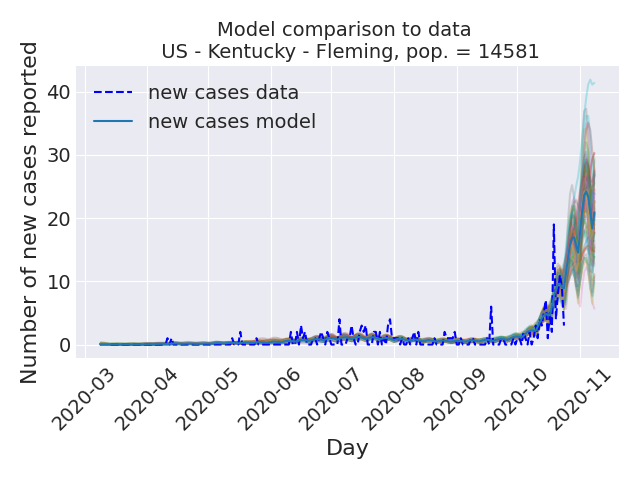 Model comparison to data
US - Kentucky - Fleming, pop. = 14581
Number of new cases reported
40
30
20
10
0
new cases data
new cases model
2020-03
2020-04
2020-05
2020-06
2020-07
2020-08
2020-09
2020-10
2020-11
Day